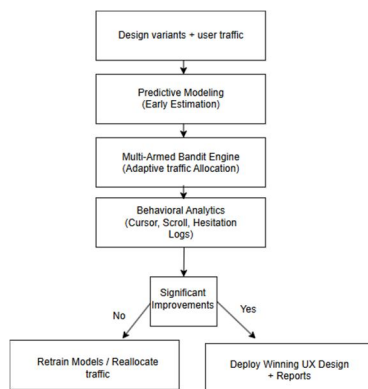 Design variants + user traffic
Predictive Modeling
(Early Estimation)
Multi-Armed Bandit Engine
(Adaptive traffic Allocation)
Behavioral Analytics
(Cursor, Scroll, Hesitation
Logs)
Significant
Improvements
No
Yes
Retrain Models / Reallocate
traffic
Deploy Winning UX Design
+ Reports